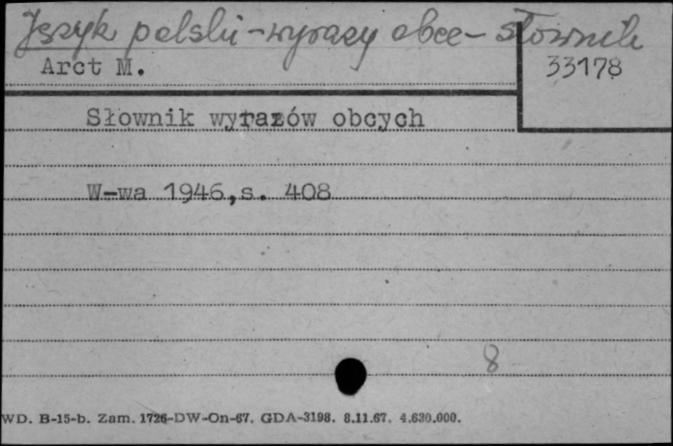 Język polski - wyrazy obce - słownik
Arct M.
33178
Słownik wyrazów obcych
W-wa 1946,s. 408
8
WD. B-15-b. Zam. 1726-DW-On-67. GDA-3198. 8.11.67. 4.630.000.